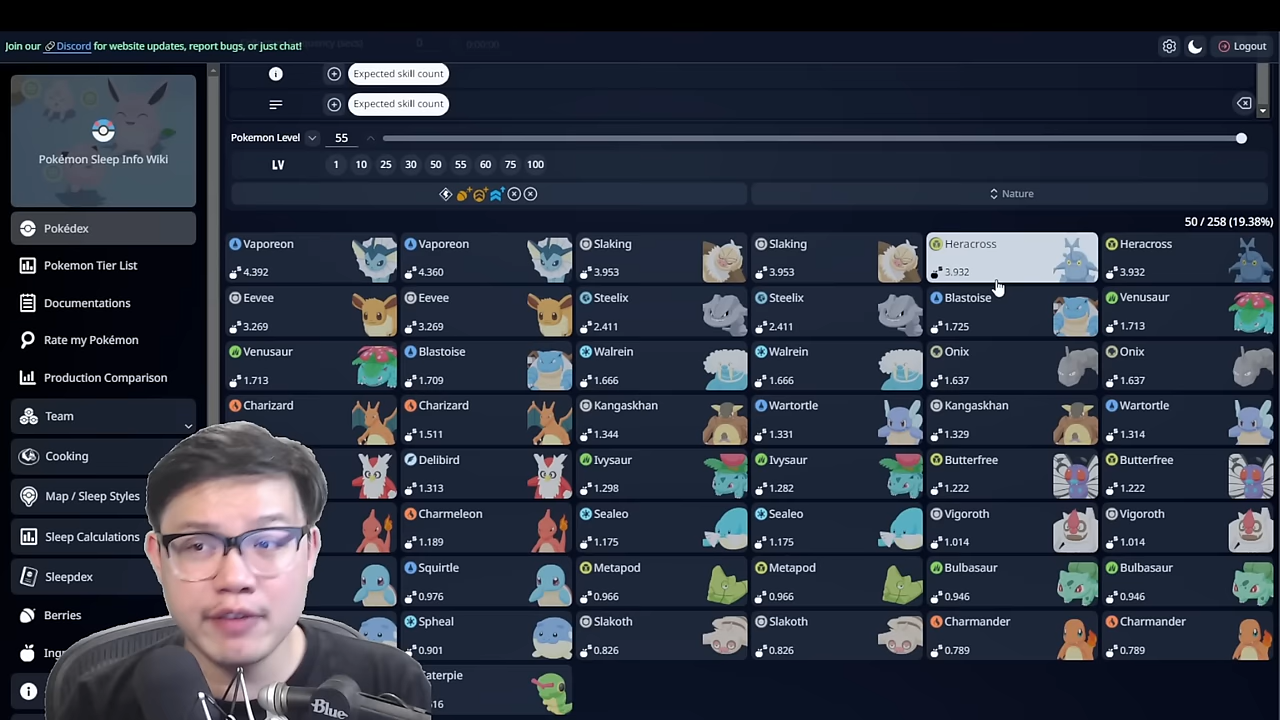 Join our Discord for website updates, report bugs, or just chat!
Logout
Pokémon Sleep Info Wiki
Pokédex
Pokemon Tier List
Documentations
Rate my Pokémon
Production Comparison
Team
Cooking
Map / Sleep Styles
Sleep Calculations
Sleepdex
Berries
Expected skill count
Expected skill count
Pokemon Level 55
LV 1 10 25 30 50 55 60 75 100
Nature
50 / 258 (19.38%)
Vaporeon Vaporeon Slaking Slaking Heracross Heracross
4.392 4.360 3.953 3.953 3.932 3.932
Eevee Eevee Steelix Steelix Blastoise Venusaur
3.269 3.269 2.411 2.411 1.725 1.713
Venusaur Blastoise Walrein Walrein Onix Onix
1.713 1.709 1.666 1.666 1.637 1.637
Charizard Charizard Kangaskhan Wartortle Kangaskhan Wartortle
1.511 1.344 1.331 1.329 1.314
Delibird Ivysaur Ivysaur Butterfree Butterfree
1.313 1.298 1.282 1.222 1.222
Charmeleon Sealeo Sealeo Vigoroth Vigoroth
1.189 1.175 1.175 1.014 1.014
Squirtle Metapod Metapod Bulbasaur Bulbasaur
0.976 0.966 0.966 0.946 0.946
Spheal Slakoth Slakoth Charmander Charmander
0.901 0.826 0.826 0.789 0.789
Blue